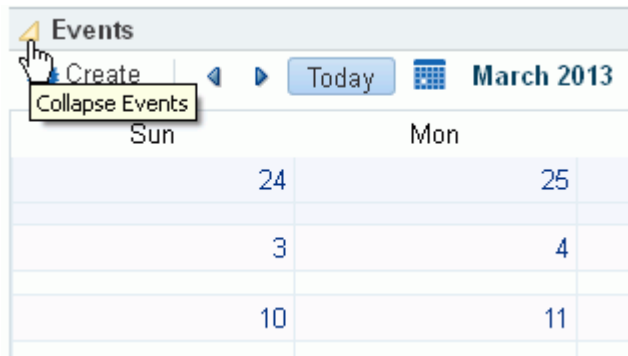 Events
Create Today March 2013
Collapse Events
Sun Mon
24 25
3 4
10 11